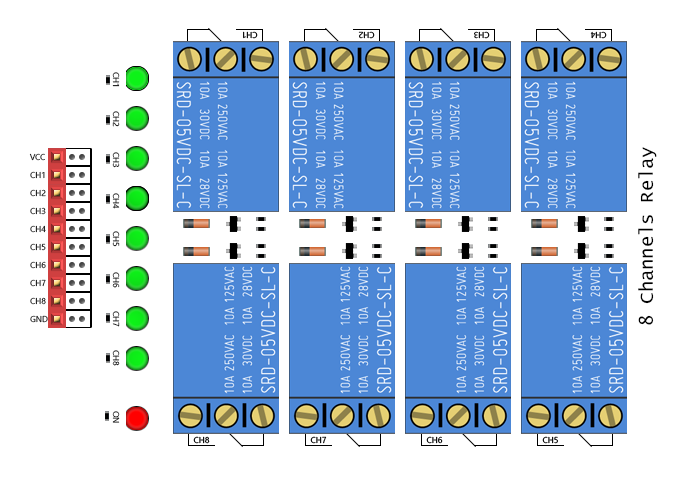 CH1
CH2
CH3
CH4
SRD-05VDC-SL-C
10A 30VDC 10A 28VDC
10A 250VAC 10A 125VAC
SRD-05VDC-SL-C
10A 30VDC 10A 28VDC
10A 250VAC 10A 125VAC
SRD-05VDC-SL-C
10A 30VDC 10A 28VDC
10A 250VAC 10A 125VAC
SRD-05VDC-SL-C
10A 30VDC 10A 28VDC
10A 250VAC 10A 125VAC
VCC
CH1
CH2
CH3
CH4
CH5
CH6
CH7
CH8
GND
CH1
CH2
CH3
CH4
CH5
CH6
CH7
CH8
ON
10A 250VAC 10A 125VAC
10A 30VDC 10A 28VDC
SRD-05VDC-SL-C
10A 250VAC 10A 125VAC
10A 30VDC 10A 28VDC
SRD-05VDC-SL-C
10A 250VAC 10A 125VAC
10A 30VDC 10A 28VDC
SRD-05VDC-SL-C
10A 250VAC 10A 125VAC
10A 30VDC 10A 28VDC
SRD-05VDC-SL-C
CH8
CH7
CH6
CH5
8 Channels Relay